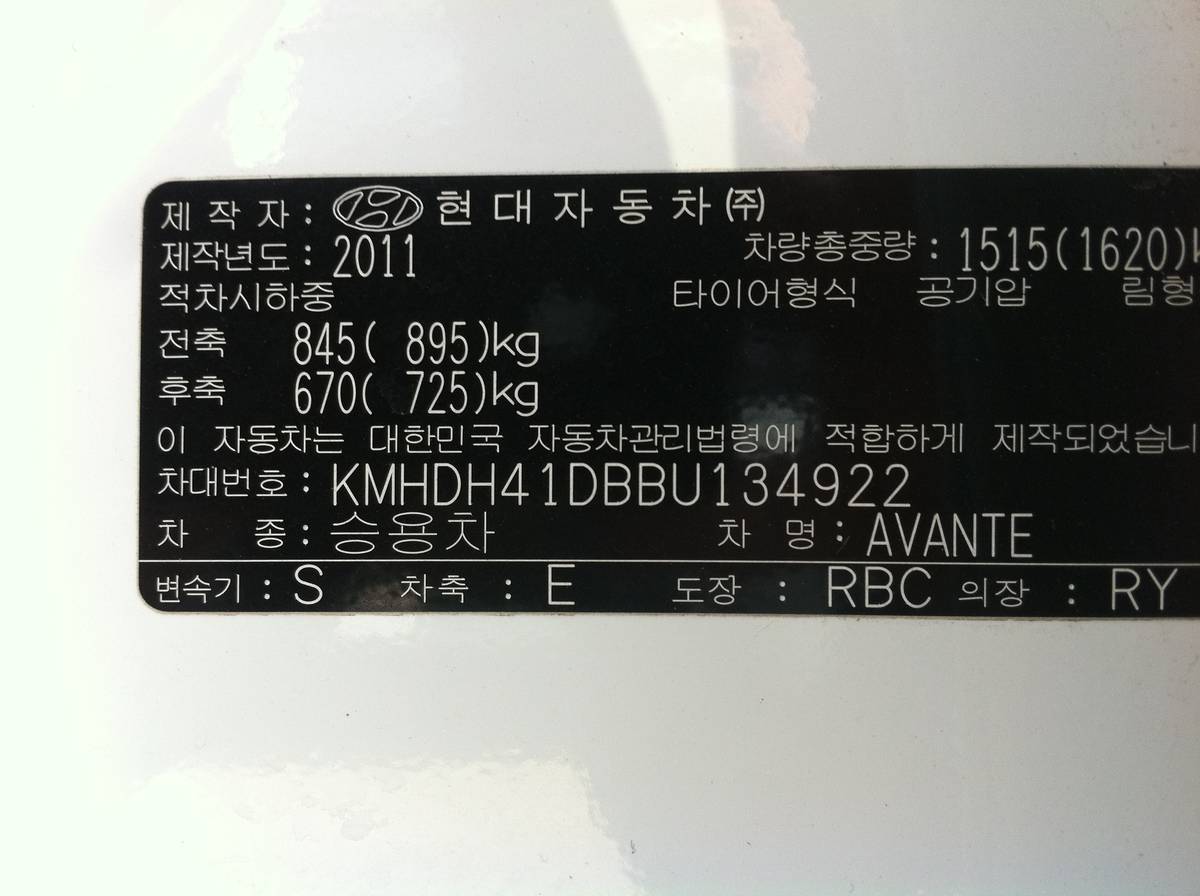 제 작 자 : 현 대 자 동 차 ㈜
제작년도 : 2011 차량총중량 : 1515(1620)k
적차시하중 타이어형식 공기압 림형
전축 845( 895)kg
후축 670( 725)kg
이 자동차는 대한민국 자동차관리법령에 적합하게 제작되었습니
차대번호 : KMHDH41DBBU134922
차 종 : 승용차 차 명 : AVANTE
변속기 : S 차축 : E 도장 : RBC 의장 : RY